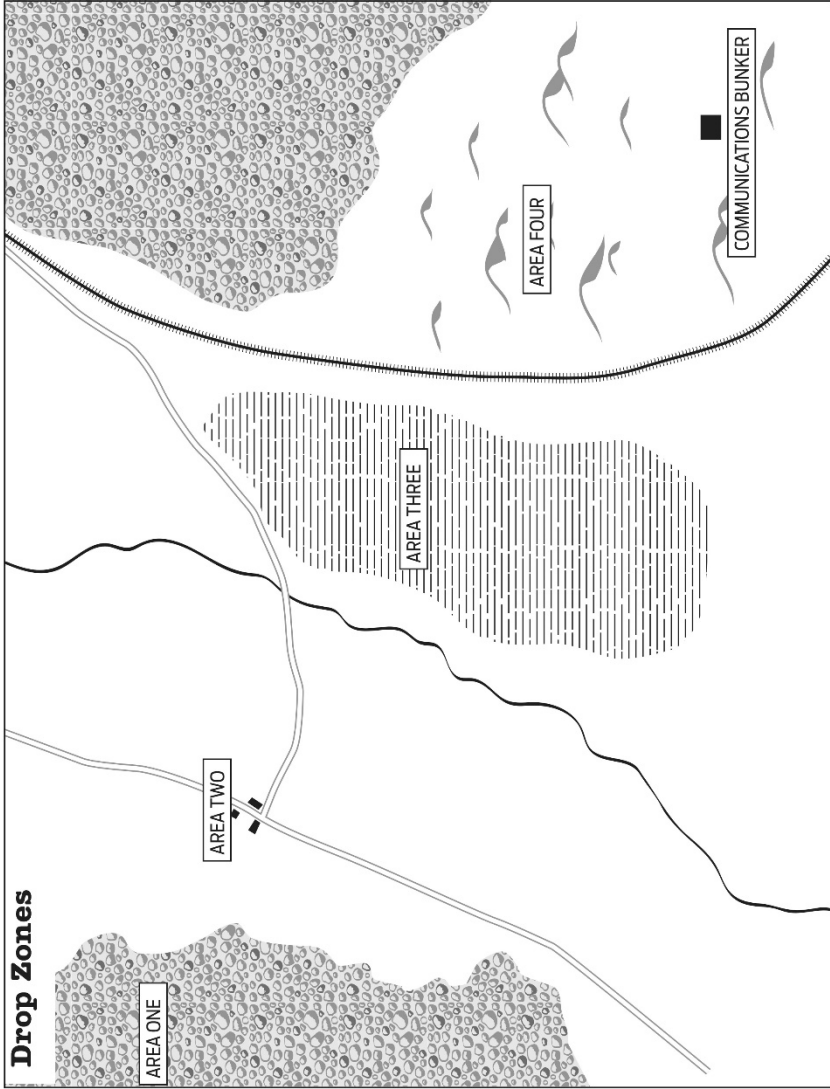 Drop Zones
AREA ONE
AREA TWO
AREA THREE
AREA FOUR
COMMUNICATIONS BUNKER